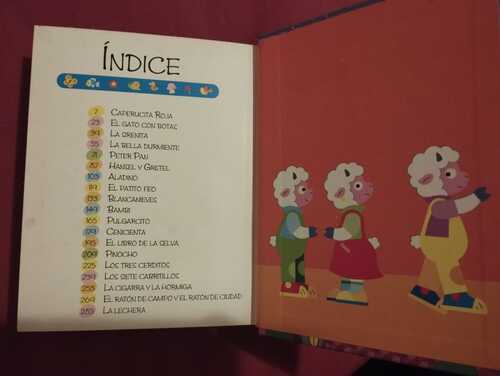 ÍNDICE
7 CAPERUCITA ROJA
23 EL GATO CON BOTAS
39 LA SIRENITA
55 LA BELLA DURMIENTE
71 PETER PAN
87 HANSEL Y GRETEL
103 ALADINO
119 EL PATITO FEO
133 BLANCANIEVES
149 BAMBI
165 PULGARCITO
179 CENICIENTA
195 EL LIBRO DE LA SELVA
209 PINOCHO
225 LOS TRES CERDITOS
239 LOS SIETE CABRITILLOS
255 LA CIGARRA Y LA HORMIGA
269 EL RATÓN DE CAMPO Y EL RATÓN DE CIUDAD
283 LA LECHERA